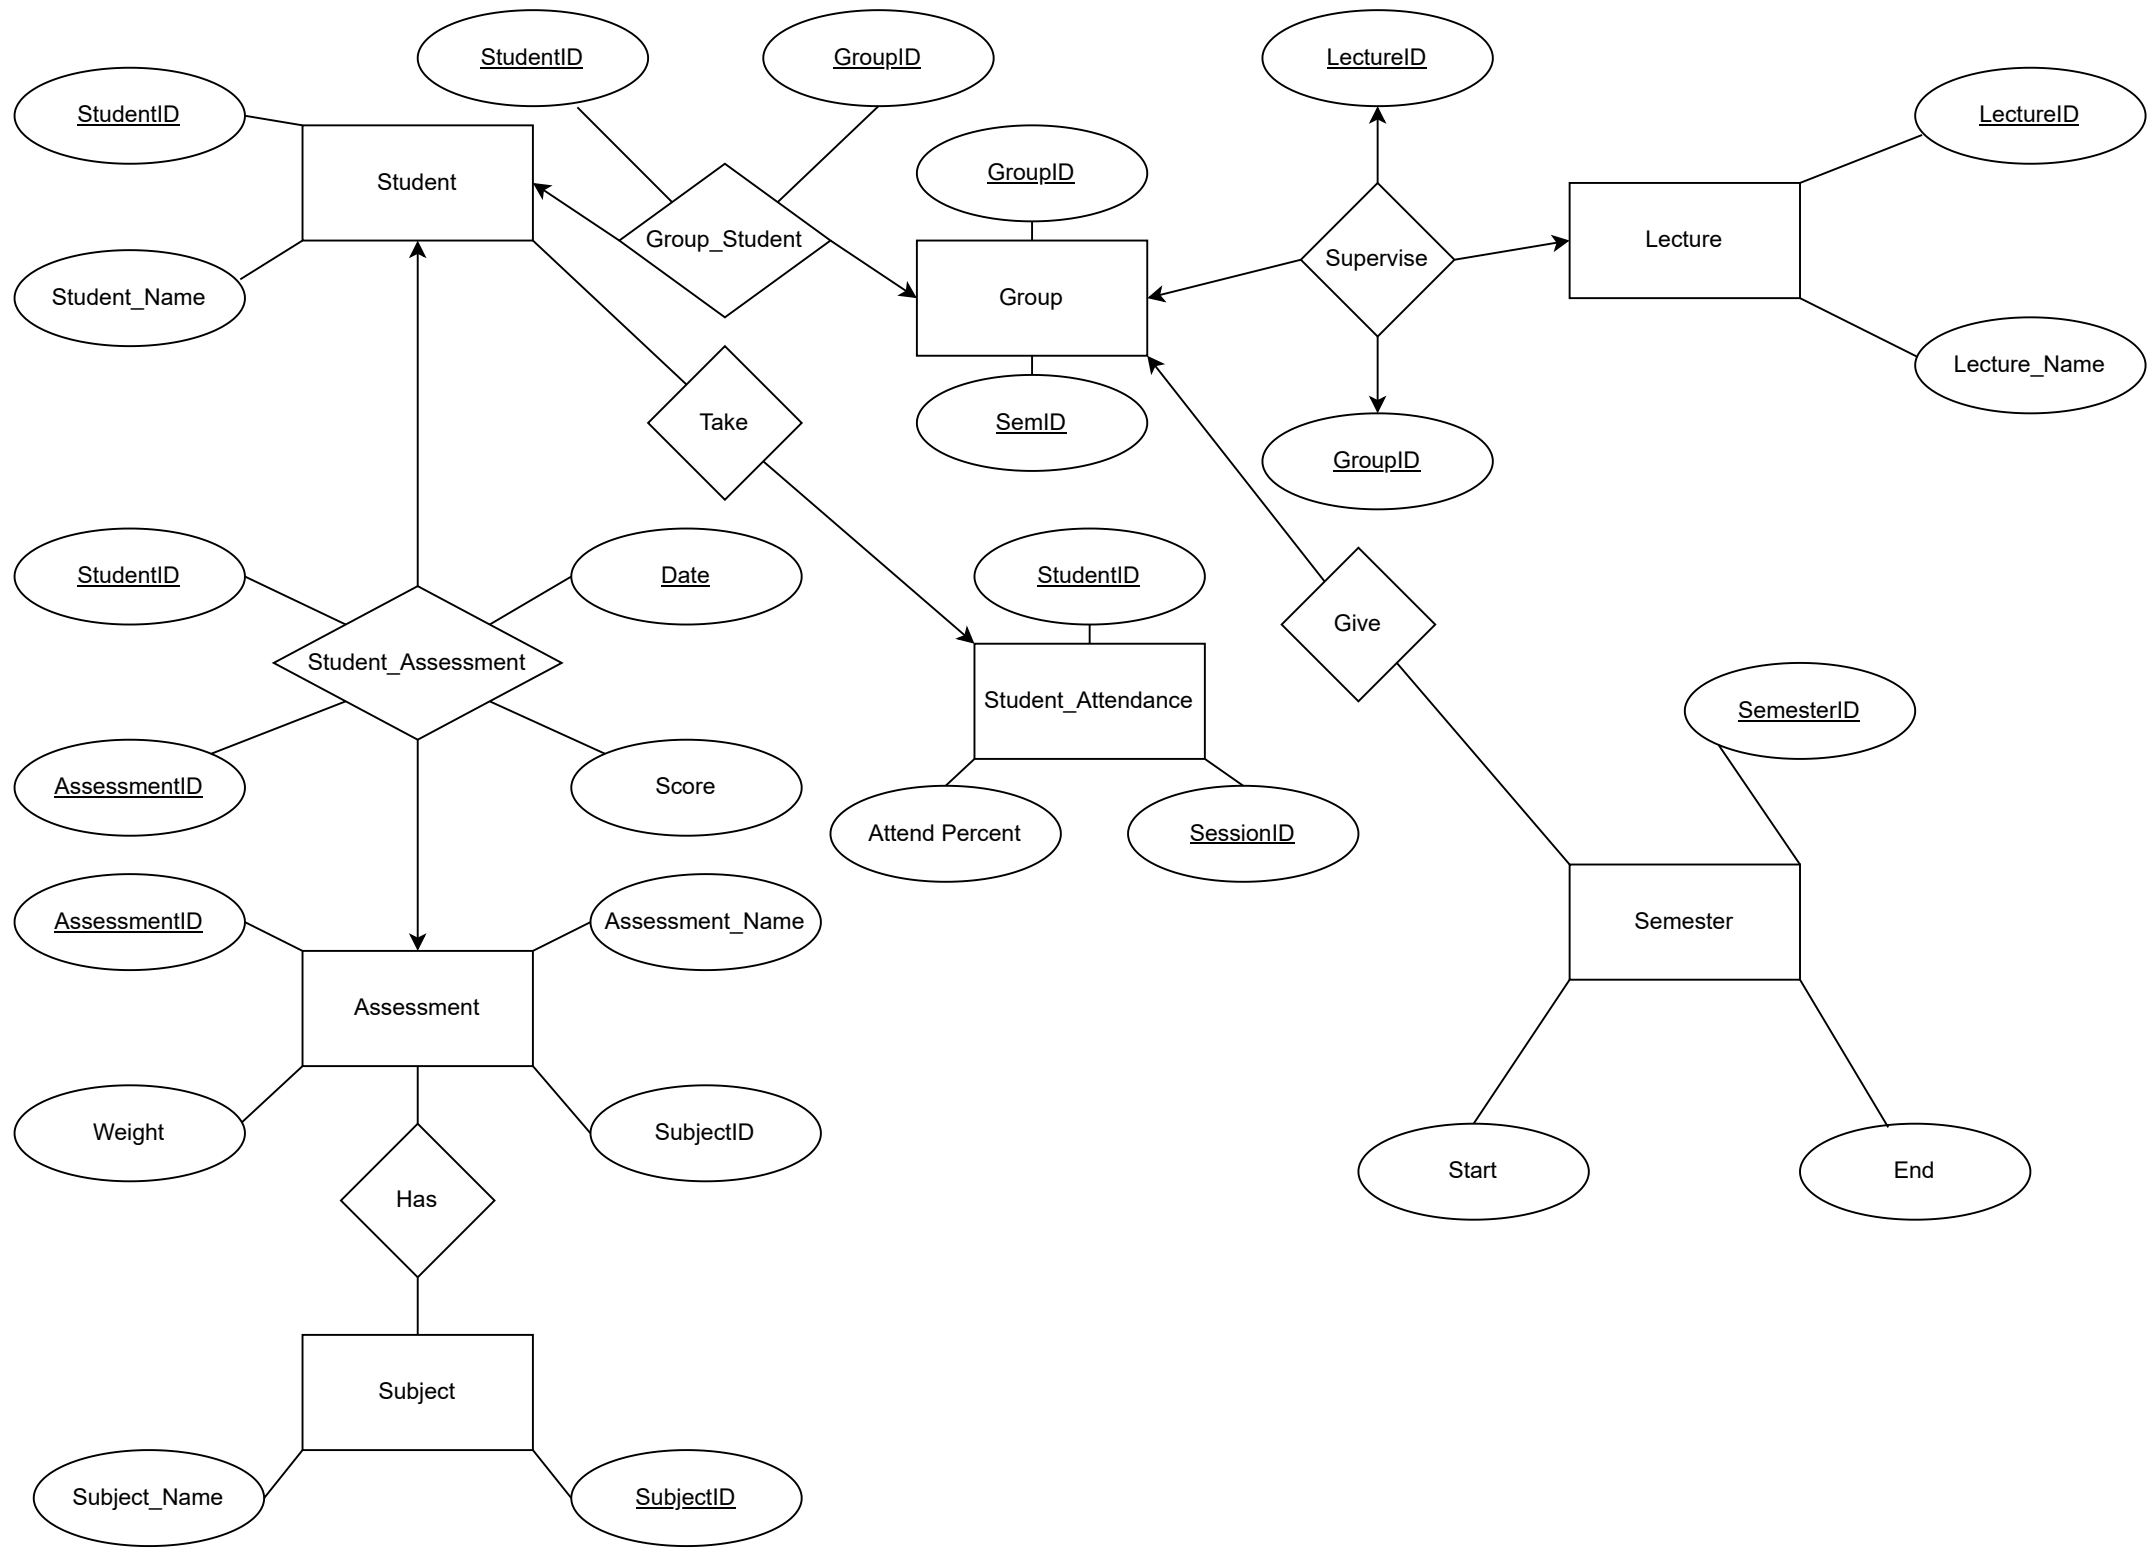 StudentID
GroupID
LectureID
StudentID
LectureID
Student
GroupID
Group_Student
Lecture
Supervise
Student_Name
Group
Lecture_Name
Take
SemID
GroupID
StudentID
Date
StudentID
Give
Student_Assessment
Student_Attendance
SemesterID
AssessmentID
Score
Attend Percent
SessionID
AssessmentID
Assessment_Name
Semester
Assessment
Weight
SubjectID
Start
End
Has
Subject
Subject_Name
SubjectID